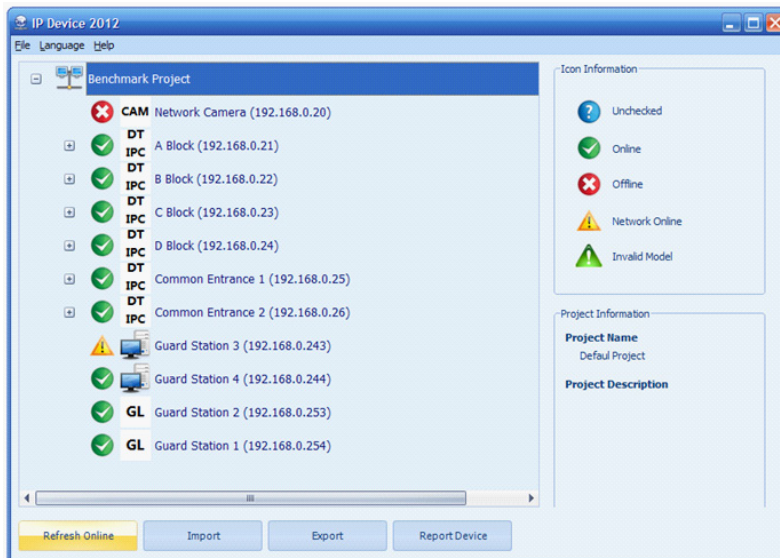 IP Device 2012
File Language Help
Benchmark Project
CAM Network Camera (192.168.0.20)
DT IPC A Block (192.168.0.21)
DT IPC B Block (192.168.0.22)
DT IPC C Block (192.168.0.23)
DT IPC D Block (192.168.0.24)
DT IPC Common Entrance 1 (192.168.0.25)
DT IPC Common Entrance 2 (192.168.0.26)
Guard Station 3 (192.168.0.243)
Guard Station 4 (192.168.0.244)
GL Guard Station 2 (192.168.0.253)
GL Guard Station 1 (192.168.0.254)
Icon Information
Unchecked
Online
Offline
Network Online
Invalid Model
Project Information
Project Name
Defaul Project
Project Description
Refresh Online Import Export Report Device